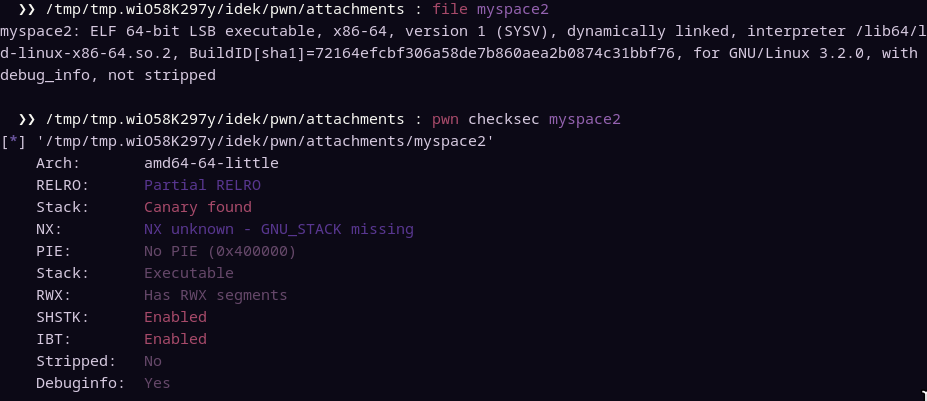 ❯❯ /tmp/tmp.wiO58K297y/idek/pwn/attachments : file myspace2
myspace2: ELF 64-bit LSB executable, x86-64, version 1 (SYSV), dynamically linked, interpreter /lib64/l
d-linux-x86-64.so.2, BuildID[sha1]=72164efcbf306a58de7b860aea2b0874c31bbf76, for GNU/Linux 3.2.0, with
debug_info, not stripped
❯❯ /tmp/tmp.wiO58K297y/idek/pwn/attachments : pwn checksec myspace2
[*] '/tmp/tmp.wiO58K297y/idek/pwn/attachments/myspace2'
Arch: amd64-64-little
RELRO: Partial RELRO
Stack: Canary found
NX: NX unknown - GNU_STACK missing
PIE: No PIE (0x400000)
Stack: Executable
RWX: Has RWX segments
SHSTK: Enabled
IBT: Enabled
Stripped: No
Debuginfo: Yes